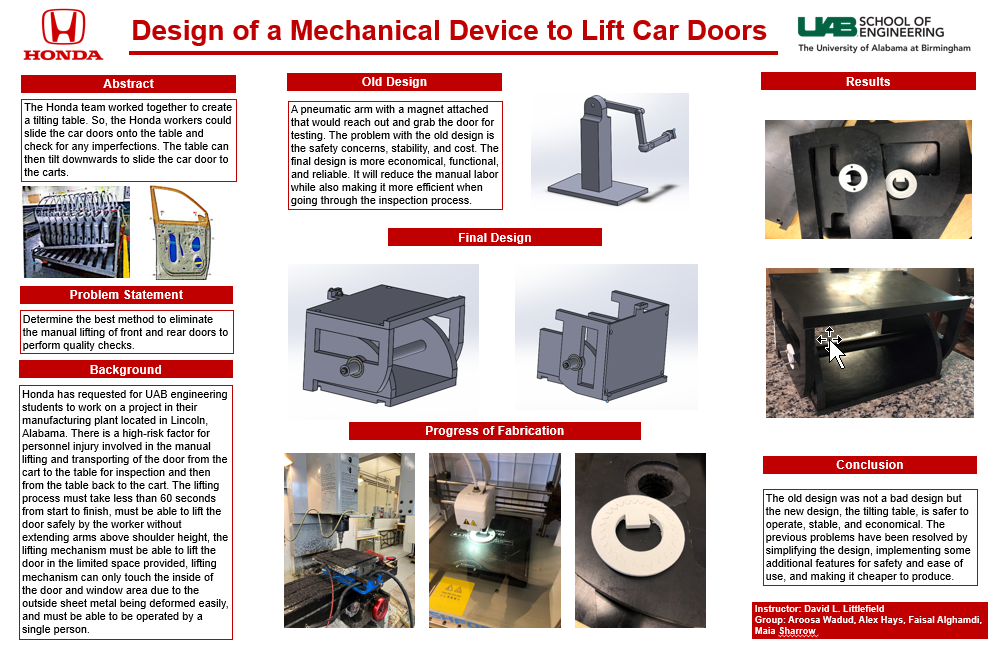 HONDA
Design of a Mechanical Device to Lift Car Doors
UAB SCHOOL OF
ENGINEERING
The University of Alabama at Birmingham
Abstract
The Honda team worked together to create
a tilting table. So, the Honda workers could
slide the car doors onto the table and
check for any imperfections. The table can
then tilt downwards to slide the car door to
the carts.
Problem Statement
Determine the best method to eliminate
the manual lifting of front and rear doors to
perform quality checks.
Background
Honda has requested for UAB engineering
students to work on a project in their
manufacturing plant located in Lincoln,
Alabama. There is a high-risk factor for
personnel injury involved in the manual
lifting and transporting of the door from the
cart to the table for inspection and then
from the table back to the cart. The lifting
process must take less than 60 seconds
from start to finish, must be able to lift the
door safely by the worker without
extending arms above shoulder height, the
lifting mechanism must be able to lift the
door in the limited space provided, lifting
mechanism can only touch the inside of
the door and window area due to the
outside sheet metal being deformed easily,
and must be able to be operated by a
single person.
Old Design
A pneumatic arm with a magnet attached
that would reach out and grab the door for
testing. The problem with the old design is
the safety concerns, stability, and cost. The
final design is more economical, functional,
and reliable. It will reduce the manual labor
while also making it more efficient when
going through the inspection process.
Final Design
Progress of Fabrication
Results
Conclusion
The old design was not a bad design but
the new design, the tilting table, is safer to
operate, stable, and economical. The
previous problems have been resolved by
simplifying the design, implementing some
additional features for safety and ease of
use, and making it cheaper to produce.
Instructor: David L. Littlefield
Group: Aroosa Wadud, Alex Hays, Faisal Alghamdi,
Maia Sharrow